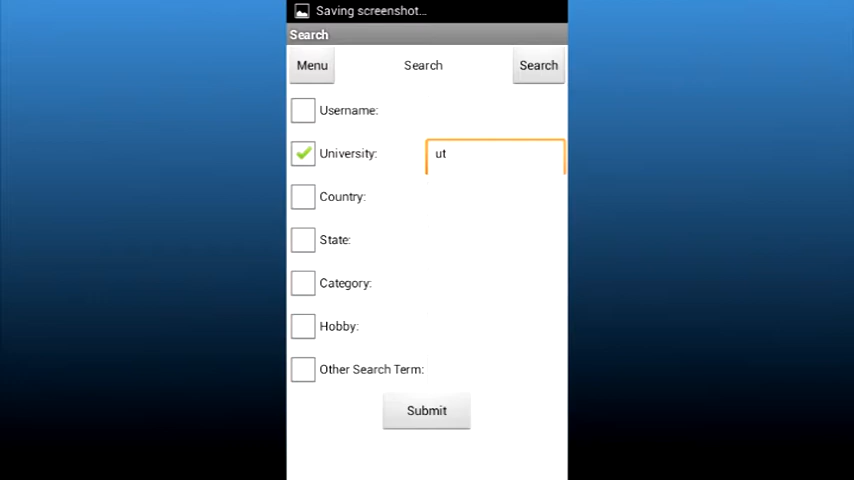 Saving screenshot...
Search
Menu Search Search
Username:
University: ut
Country:
State:
Category:
Hobby:
Other Search Term:
Submit